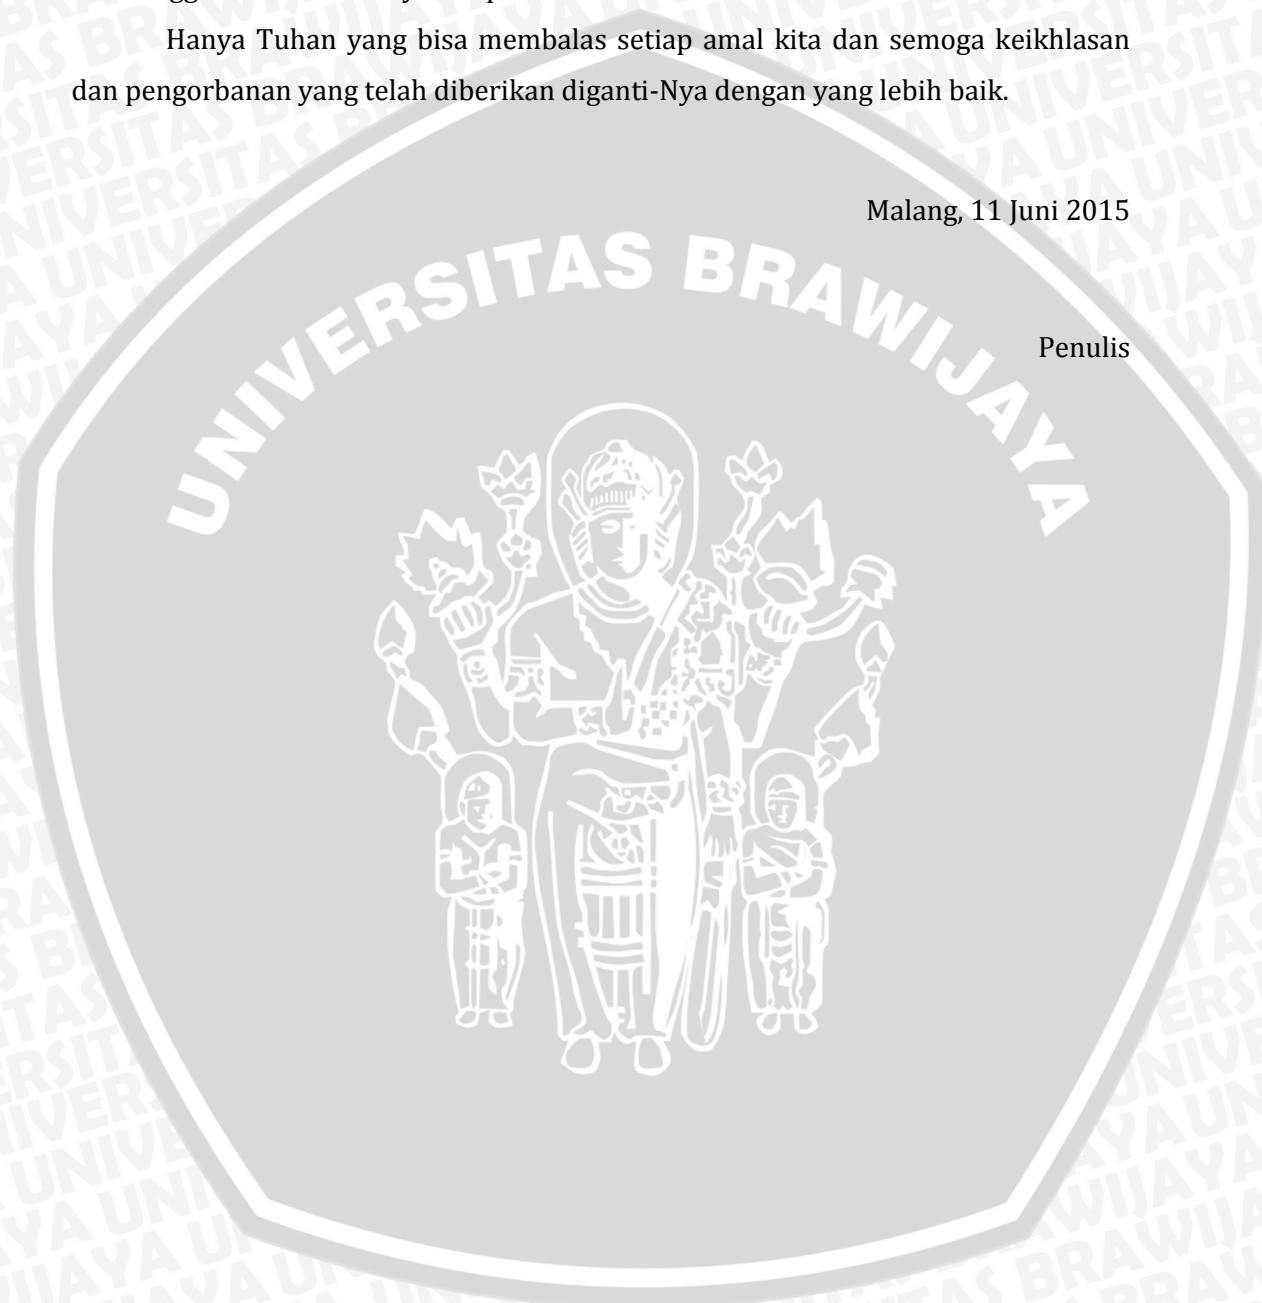 Hanya Tuhan yang bisa membalas setiap amal kita dan semoga keikhlasan
dan pengorbanan yang telah diberikan diganti-Nya dengan yang lebih baik.
Malang, 11 Juni 2015
UNIVERSITAS BRAWIJAYA
Penulis